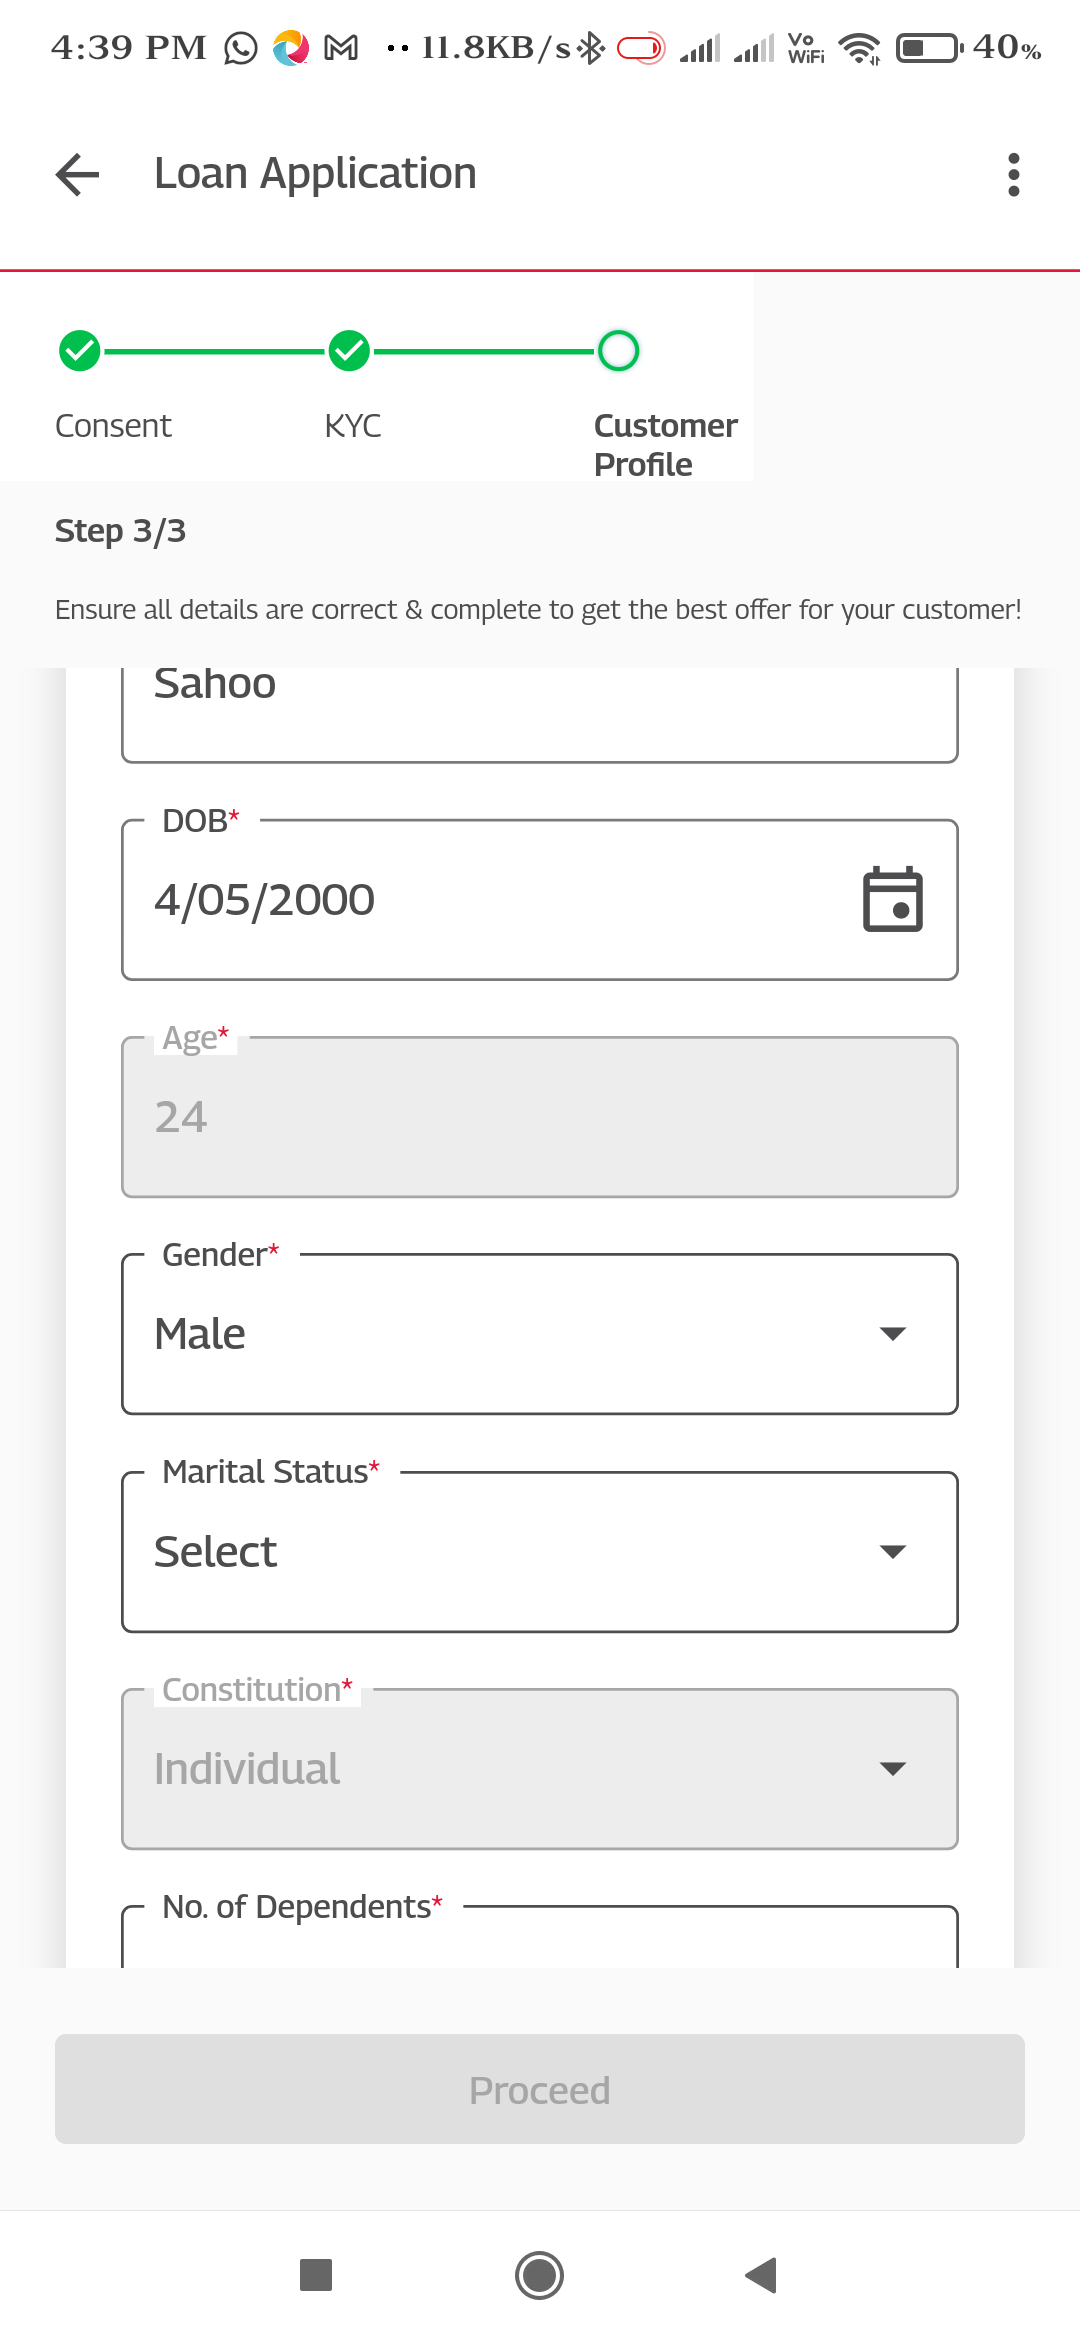 4:39 PM 11.8KB/s Vo WiFi 40%
Loan Application
Consent KYC Customer
Profile
Step 3/3
Ensure all details are correct & complete to get the best offer for your customer!
Sahoo
DOB*
4/05/2000
Age*
24
Gender*
Male
Marital Status*
Select
Constitution*
Individual
No. of Dependents*
Proceed